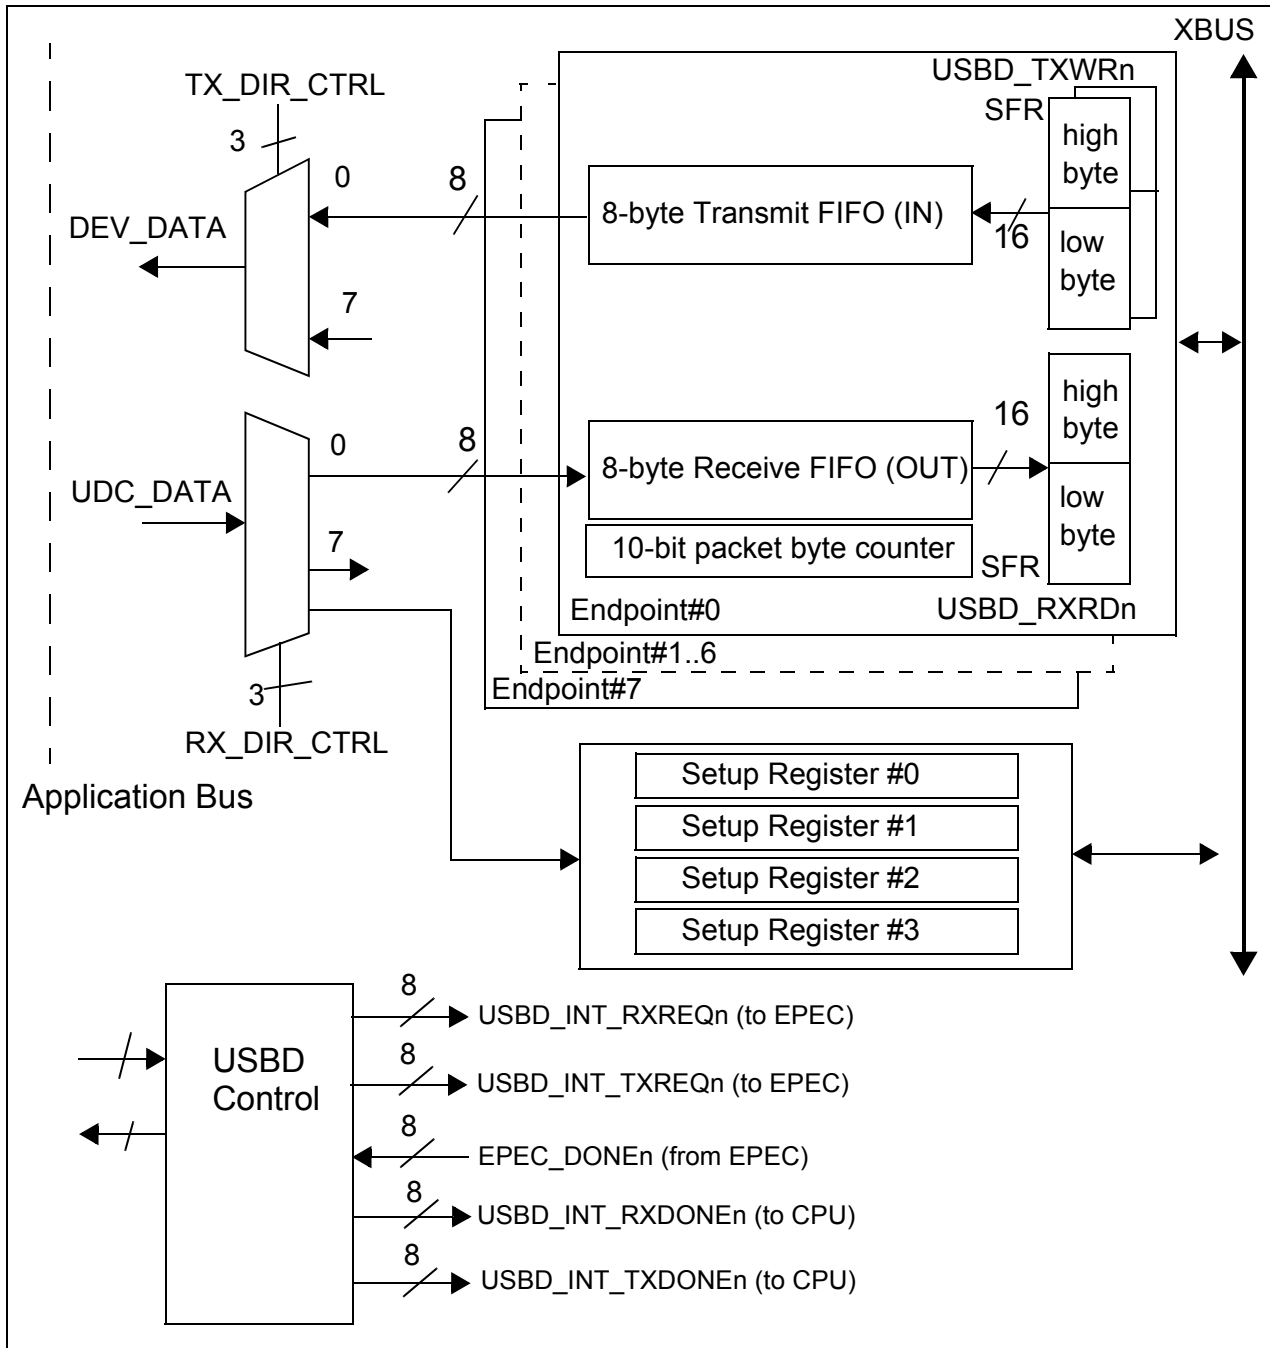 XBUS
USBD_TXWRn
TX_DIR_CTRL
SFR
3
high
byte
0
8
8-byte Transmit FIFO (IN)
16
low
byte
DEV_DATA
7
high
byte
16
0
8
8-byte Receive FIFO (OUT)
UDC_DATA
low
byte
7
10-bit packet byte counter
SFR
Endpoint#0
USBD_RXRDn
Endpoint#1..6
3
Endpoint#7
RX_DIR_CTRL
Application Bus
Setup Register #0
Setup Register #1
Setup Register #2
Setup Register #3
USBD
Control
8
USBD_INT_RXREQn (to EPEC)
8
USBD_INT_TXREQn (to EPEC)
8
EPEC_DONEn (from EPEC)
8
USBD_INT_RXDONEn (to CPU)
8
USBD_INT_TXDONEn (to CPU)